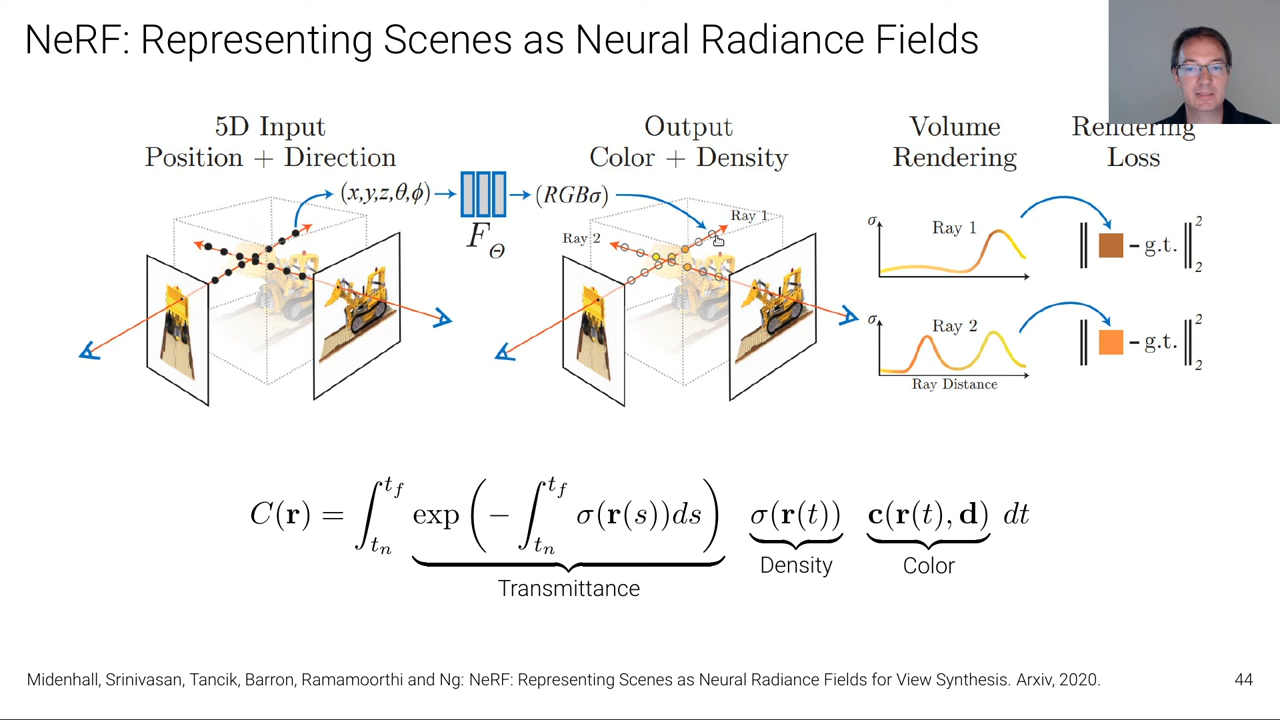 NeRF: Representing Scenes as Neural Radiance Fields
5D Input
Position + Direction
Output
Color + Density
Volume
Rendering
Rendering
Loss
(x,y,z,θ,ϕ)
F_Θ
(RGBσ)
Ray 1
Ray 2
σ
Ray 1
‖ - g.t. ‖²₂
σ
Ray 2
Ray Distance
‖ - g.t. ‖²₂
C(r) = ∫_{t_n}^{t_f} exp(−∫_{t_n}^{t_f} σ(r(s))ds) σ(r(t)) c(r(t), d) dt
Transmittance
Density
Color
Midenhall, Srinivasan, Tancik, Barron, Ramamoorthi and Ng: NeRF: Representing Scenes as Neural Radiance Fields for View Synthesis. Arxiv, 2020.
44